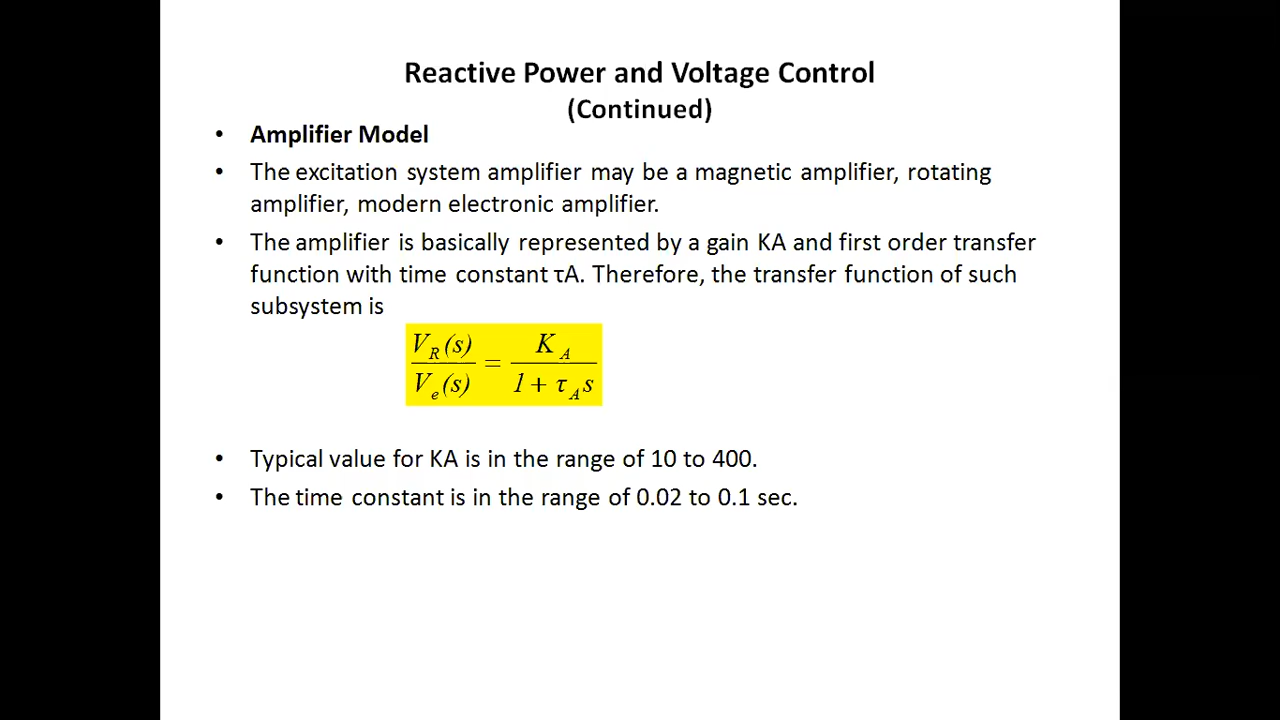 Reactive Power and Voltage Control
(Continued)
• Amplifier Model
• The excitation system amplifier may be a magnetic amplifier, rotating
amplifier, modern electronic amplifier.
• The amplifier is basically represented by a gain KA and first order transfer
function with time constant τA. Therefore, the transfer function of such
subsystem is
V_R(s)/V_e(s) = K_A/(1 + τ_A s)
• Typical value for KA is in the range of 10 to 400.
• The time constant is in the range of 0.02 to 0.1 sec.